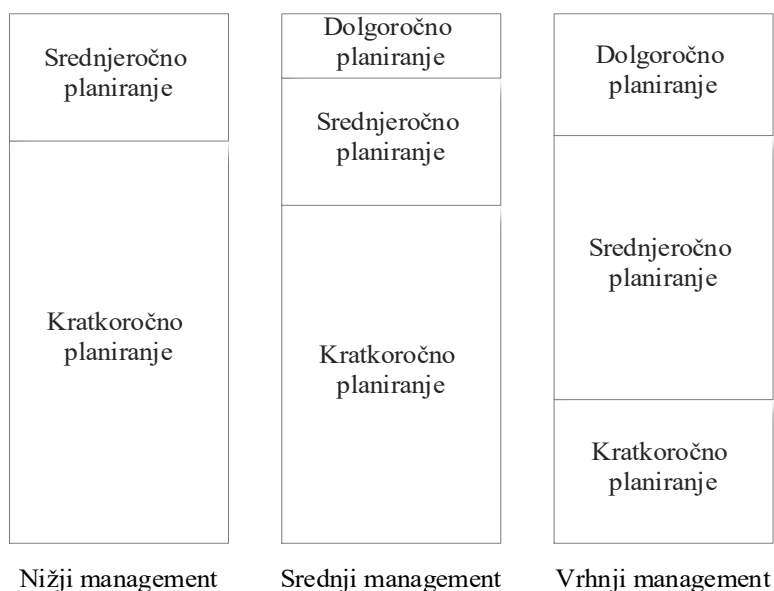 Srednjeročno
planiranje
Kratkoročno
planiranje
Nižji management
Dolgoročno
planiranje
Srednjeročno
planiranje
Kratkoročno
planiranje
Srednji management
Dolgoročno
planiranje
Srednjeročno
planiranje
Kratkoročno
planiranje
Vrhnji management